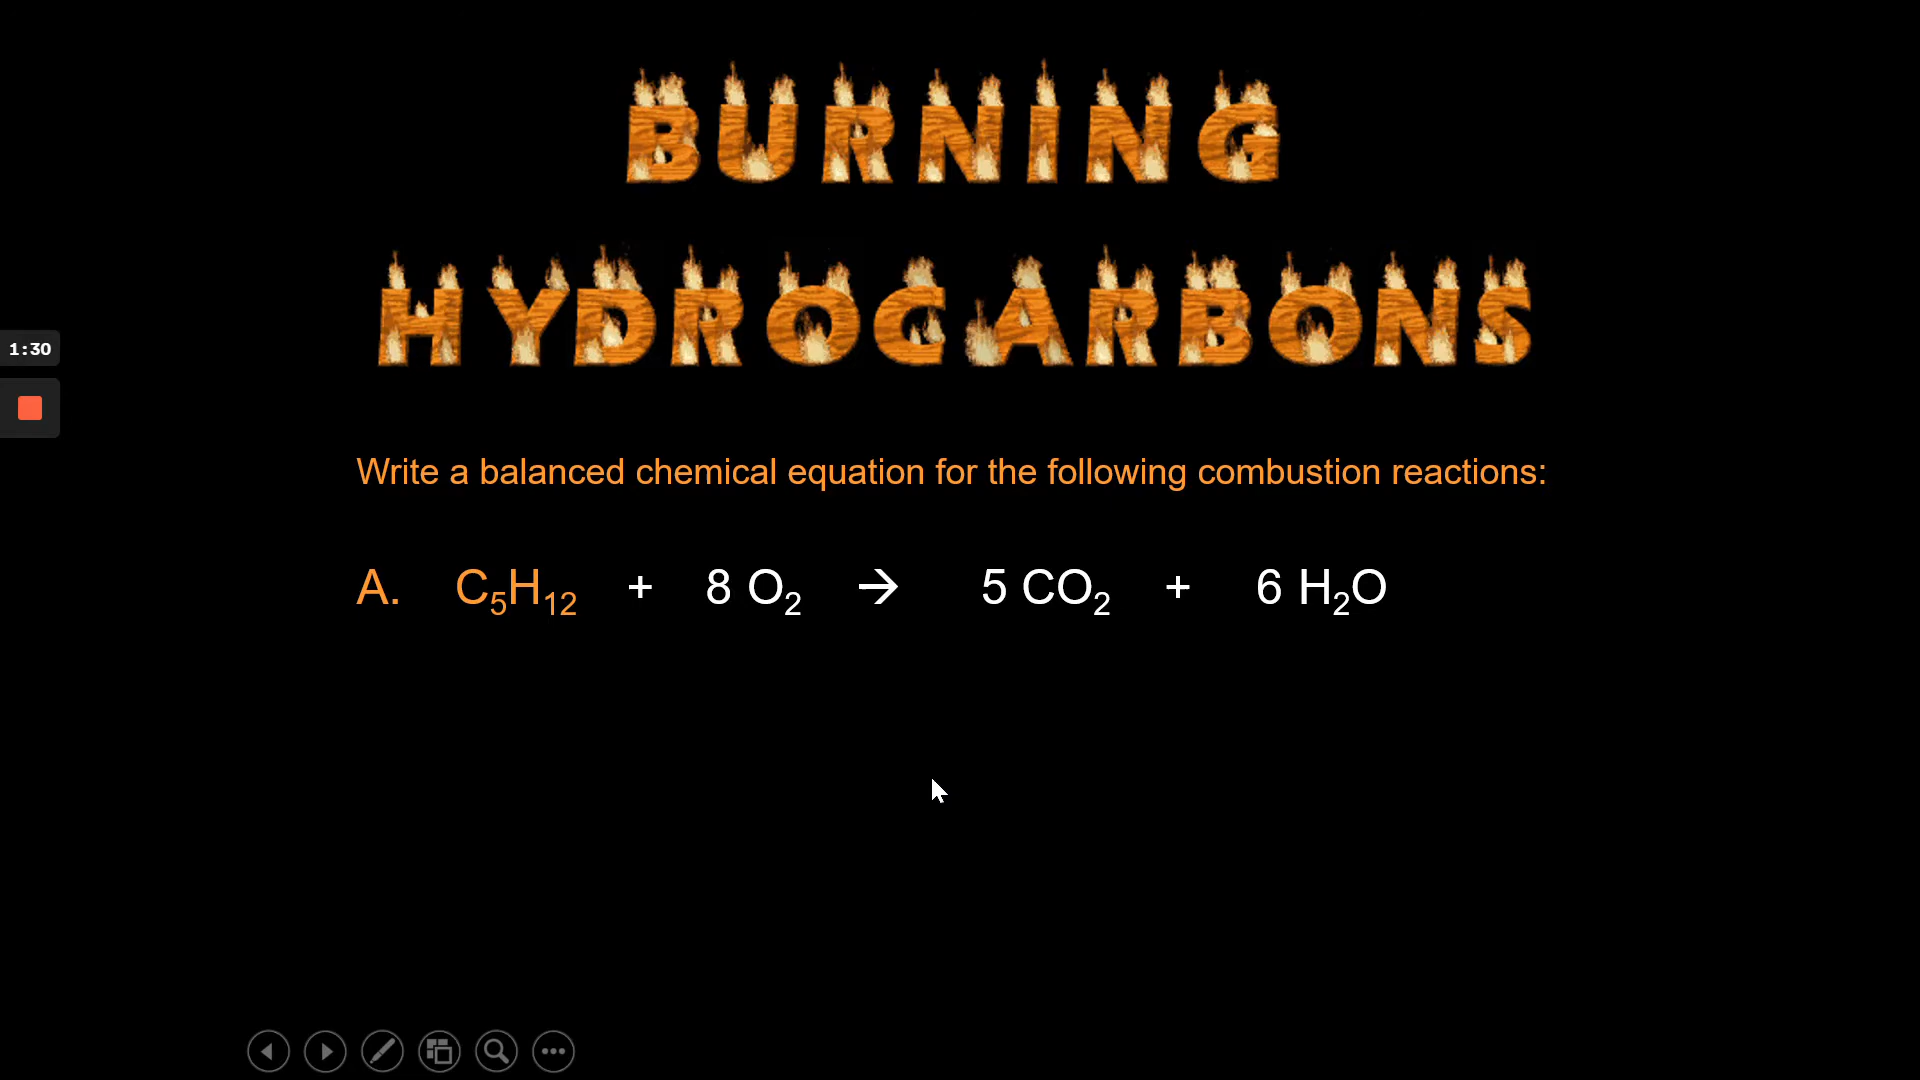 BURNING
HYDROCARBONS
1:30
Write a balanced chemical equation for the following combustion reactions:
A. C₅H₁₂ + 8 O₂ → 5 CO₂ + 6 H₂O